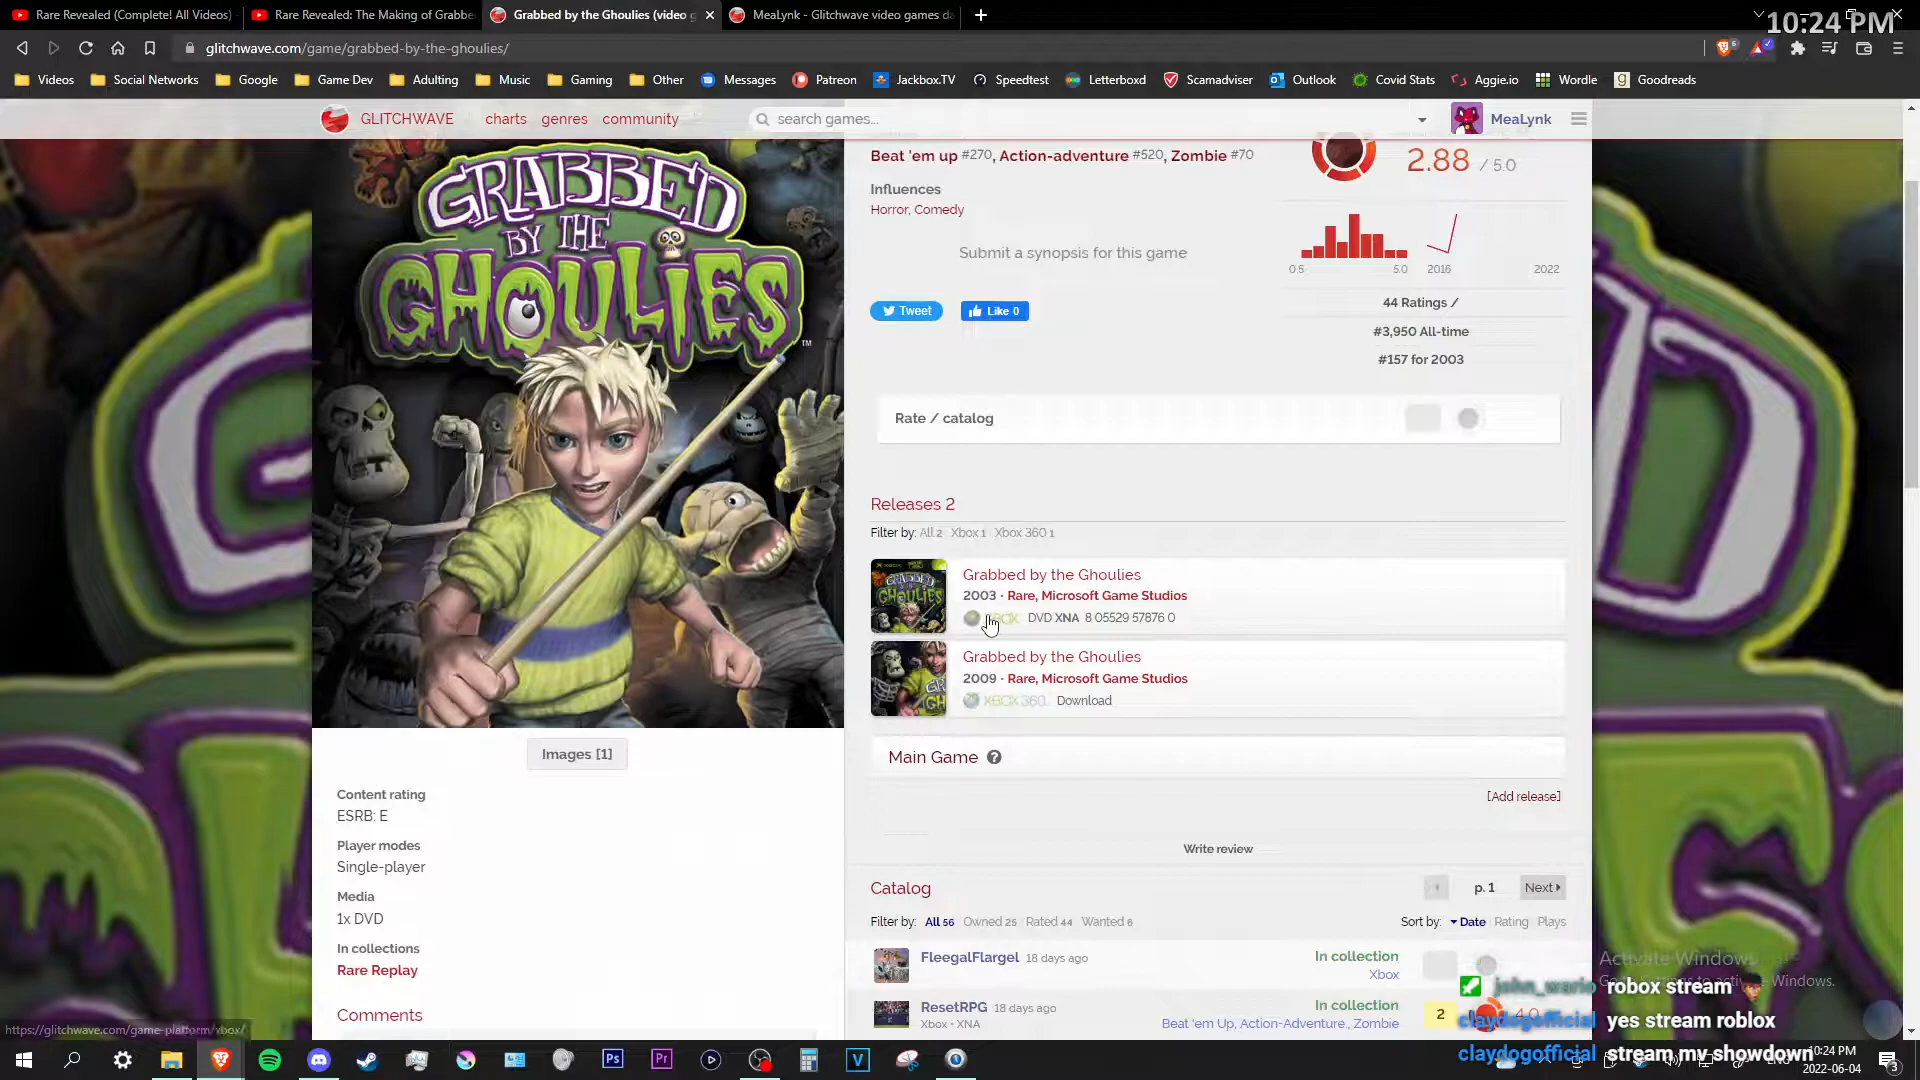 Rare Revealed (Complete! All Videos)
Rare Revealed: The Making of Grabbe
Grabbed by the Ghoulies (video g
MeaLynk - Glitchwave video games da
10:24 PM
glitchwave.com/game/grabbed-by-the-ghoulies/
Videos Social Networks Google Game Dev Adulting Music Gaming Other Messages Patreon Jackbox.TV Speedtest Letterboxd Scamadviser Outlook Covid Stats Aggie.io Wordle Goodreads
GLITCHWAVE charts genres community search games... MeaLynk
GRABBED
BY THE
GHOULIES
TM
Beat 'em up #270, Action-adventure #520, Zombie #70
2.88 / 5.0
Influences
Horror, Comedy
Submit a synopsis for this game
0.5 5.0 2016 2022
Tweet Like 0
44 Ratings /
#3,950 All-time
#157 for 2003
Rate / catalog
Releases 2
Filter by: All 2 Xbox 1 Xbox 360 1
Grabbed by the Ghoulies
2003 · Rare, Microsoft Game Studios
DVD XNA 8 05529 57876 0
Grabbed by the Ghoulies
2009 · Rare, Microsoft Game Studios
XBOX 360 Download
Main Game
[Add release]
Write review
Images [1]
Content rating
ESRB: E
Player modes
Single-player
Media
1x DVD
In collections
Rare Replay
Comments
Catalog p. 1 Next
Filter by: All 56 Owned 25 Rated 44 Wanted 6 Sort by: Date Rating Plays
FleegalFlargel 18 days ago In collection
Xbox
ResetRPG 18 days ago In collection
Xbox · XNA Beat 'em Up, Action-Adventure., Zombie
2 4.0
Activate Windows
john_wario robox stream
claydogofficial yes stream roblox
claydogofficial stream mv showdown
https://glitchwave.com/game-platform/xbox/
10:24 PM
2022-06-04